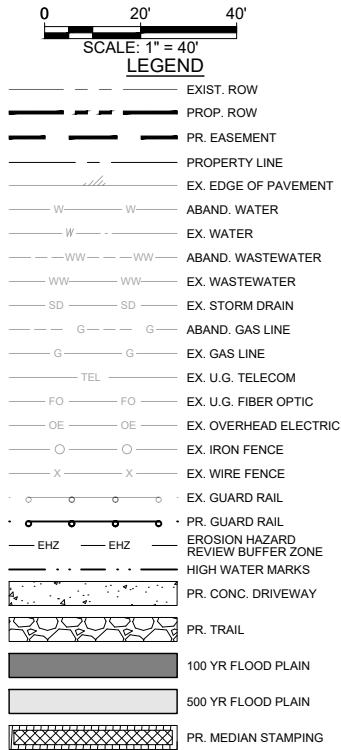 0 20' 40'
SCALE: 1" = 40'
LEGEND
EXIST. ROW
PROP. ROW
PR. EASEMENT
PROPERTY LINE
EX. EDGE OF PAVEMENT
W W ABAND. WATER
W EX. WATER
WW WW ABAND. WASTEWATER
WW WW EX. WASTEWATER
SD SD EX. STORM DRAIN
G G ABAND. GAS LINE
G G EX. GAS LINE
TEL EX. U.G. TELECOM
FO FO EX. U.G. FIBER OPTIC
OE OE EX. OVERHEAD ELECTRIC
EX. IRON FENCE
X X EX. WIRE FENCE
EX. GUARD RAIL
PR. GUARD RAIL
EHZ EHZ EROSION HAZARD
REVIEW BUFFER ZONE
HIGH WATER MARKS
PR. CONC. DRIVEWAY
PR. TRAIL
100 YR FLOOD PLAIN
500 YR FLOOD PLAIN
PR. MEDIAN STAMPING